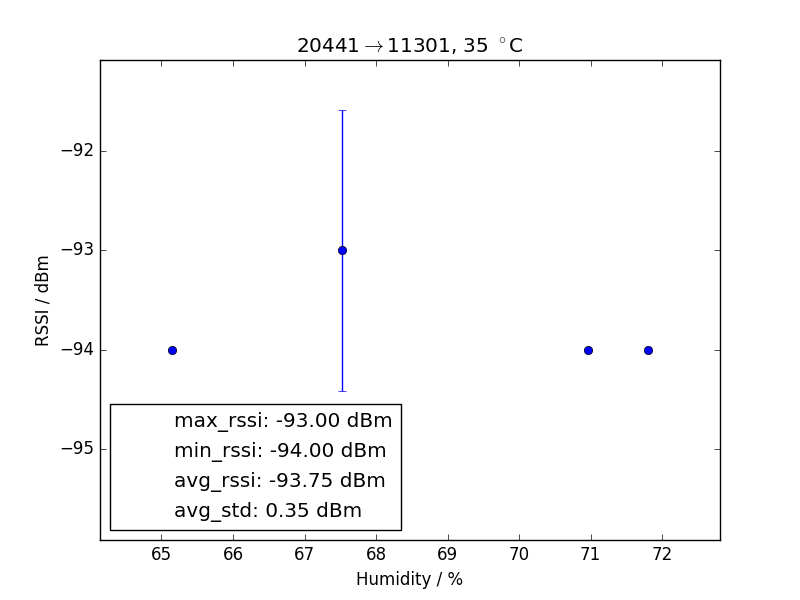 20441→11301, 35 °C
RSSI / dBm
−92
−93
−94
−95
max_rssi: -93.00 dBm
min_rssi: -94.00 dBm
avg_rssi: -93.75 dBm
avg_std: 0.35 dBm
65 66 67 68 69 70 71 72
Humidity / %